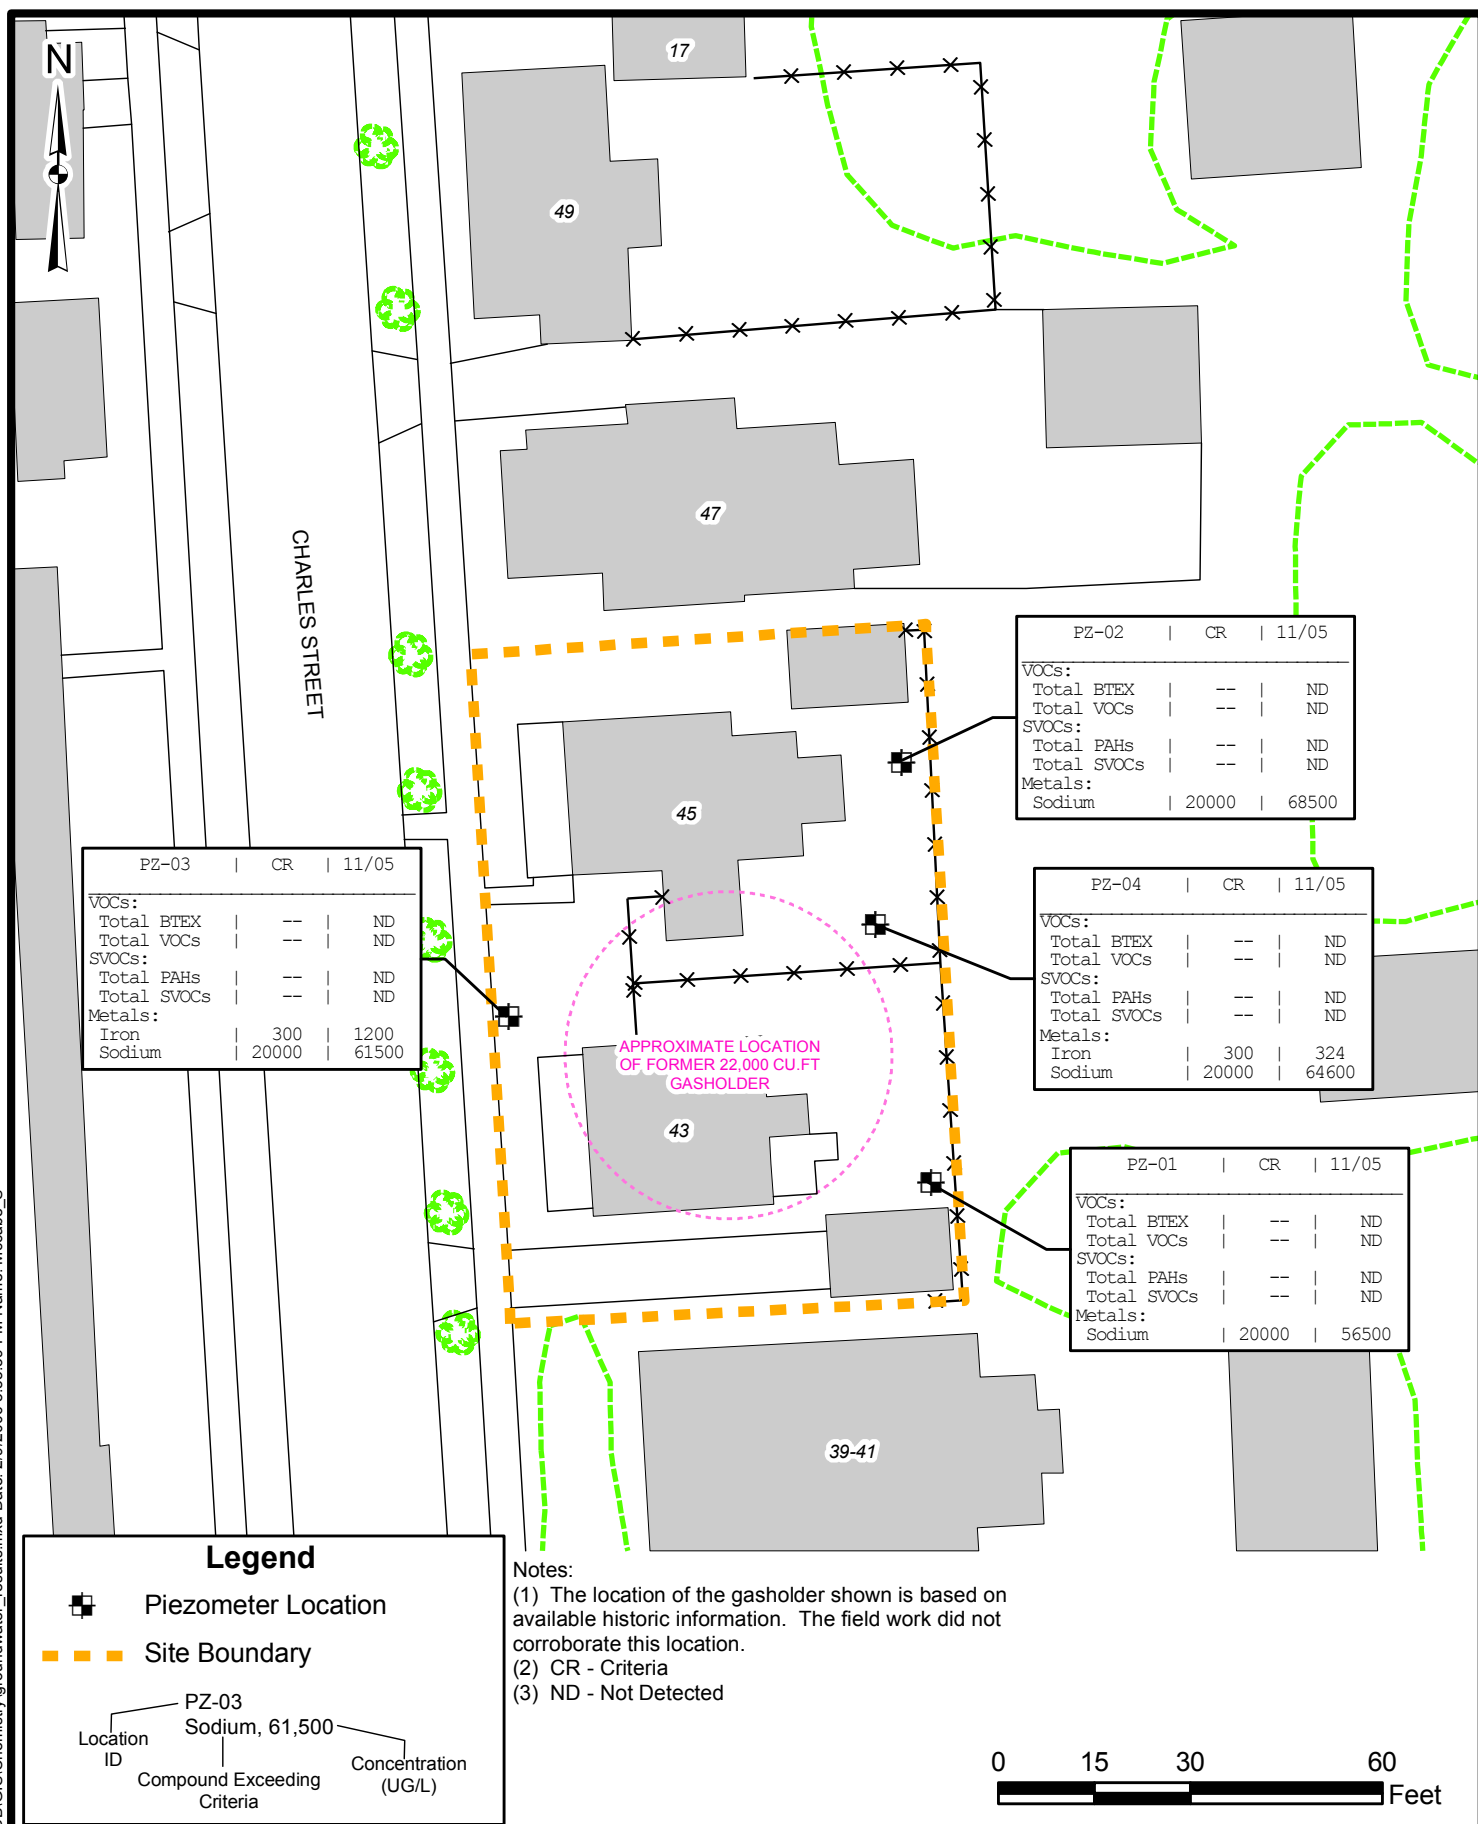 N
17
49
47
CHARLES STREET
PZ-02 | CR | 11/05
VOCs:
Total BTEX | -- | ND
Total VOCs | -- | ND
SVOCs:
Total PAHs | -- | ND
Total SVOCs | -- | ND
Metals:
Sodium | 20000 | 68500
45
PZ-03 | CR | 11/05
VOCs:
Total BTEX | -- | ND
Total VOCs | -- | ND
SVOCs:
Total PAHs | -- | ND
Total SVOCs | -- | ND
Metals:
Iron | 300 | 1200
Sodium | 20000 | 61500
PZ-04 | CR | 11/05
VOCs:
Total BTEX | -- | ND
Total VOCs | -- | ND
SVOCs:
Total PAHs | -- | ND
Total SVOCs | -- | ND
Metals:
Iron | 300 | 324
Sodium | 20000 | 64600
APPROXIMATE LOCATION
OF FORMER 22,000 CU.FT
GASHOLDER
43
PZ-01 | CR | 11/05
VOCs:
Total BTEX | -- | ND
Total VOCs | -- | ND
SVOCs:
Total PAHs | -- | ND
Total SVOCs | -- | ND
Metals:
Sodium | 20000 | 56500
39-41
Legend
Piezometer Location
Site Boundary
PZ-03
Sodium, 61,500
Location
ID
Compound Exceeding
Criteria
Concentration
(UG/L)
Notes:
(1) The location of the gasholder shown is based on
available historic information. The field work did not
corroborate this location.
(2) CR - Criteria
(3) ND - Not Detected
0 15 30 60
Feet